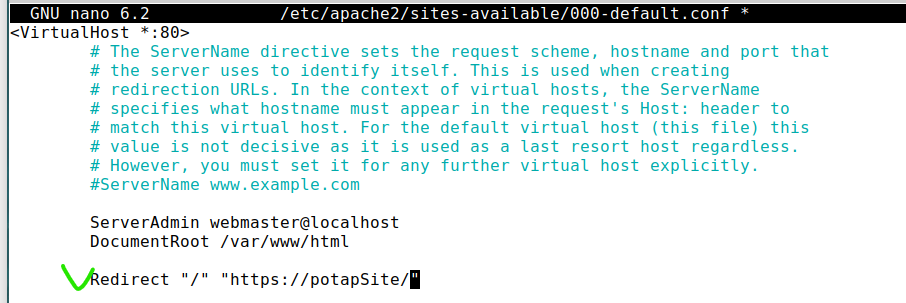 GNU nano 6.2 /etc/apache2/sites-available/000-default.conf *
<VirtualHost *:80>
# The ServerName directive sets the request scheme, hostname and port that
# the server uses to identify itself. This is used when creating
# redirection URLs. In the context of virtual hosts, the ServerName
# specifies what hostname must appear in the request's Host: header to
# match this virtual host. For the default virtual host (this file) this
# value is not decisive as it is used as a last resort host regardless.
# However, you must set it for any further virtual host explicitly.
#ServerName www.example.com
ServerAdmin webmaster@localhost
DocumentRoot /var/www/html
Redirect "/" "https://potapSite/"